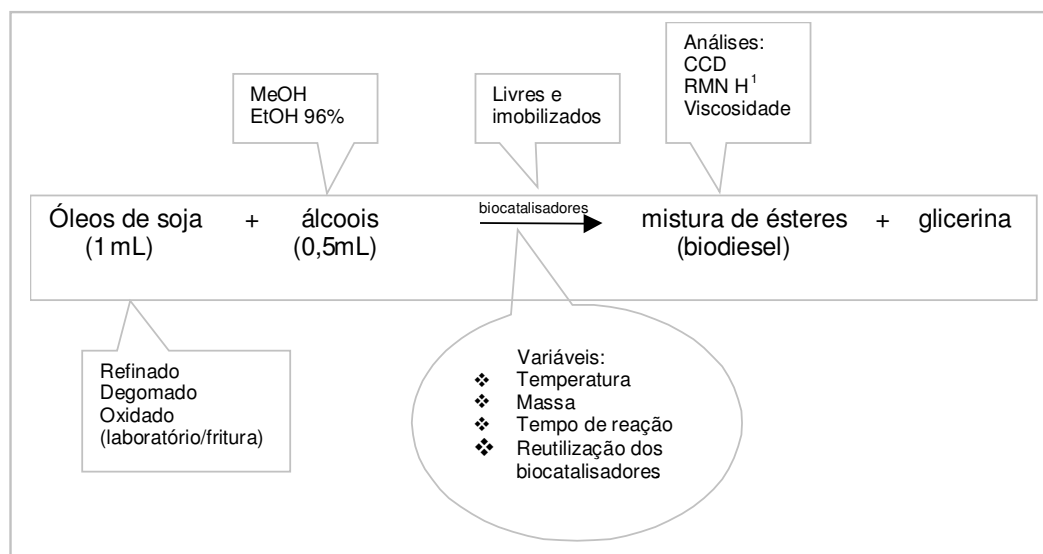 Análises:
CCD
RMN H¹
Viscosidade
MeOH
EtOH 96%
Livres e
imobilizados
Óleos de soja + álcoois biocatalisadores mistura de ésteres + glicerina
(1 mL) (0,5mL) (biodiesel)
Refinado
Degomado
Oxidado
(laboratório/fritura)
Variáveis:
❖ Temperatura
❖ Massa
❖ Tempo de reação
❖ Reutilização dos
biocatalisadores